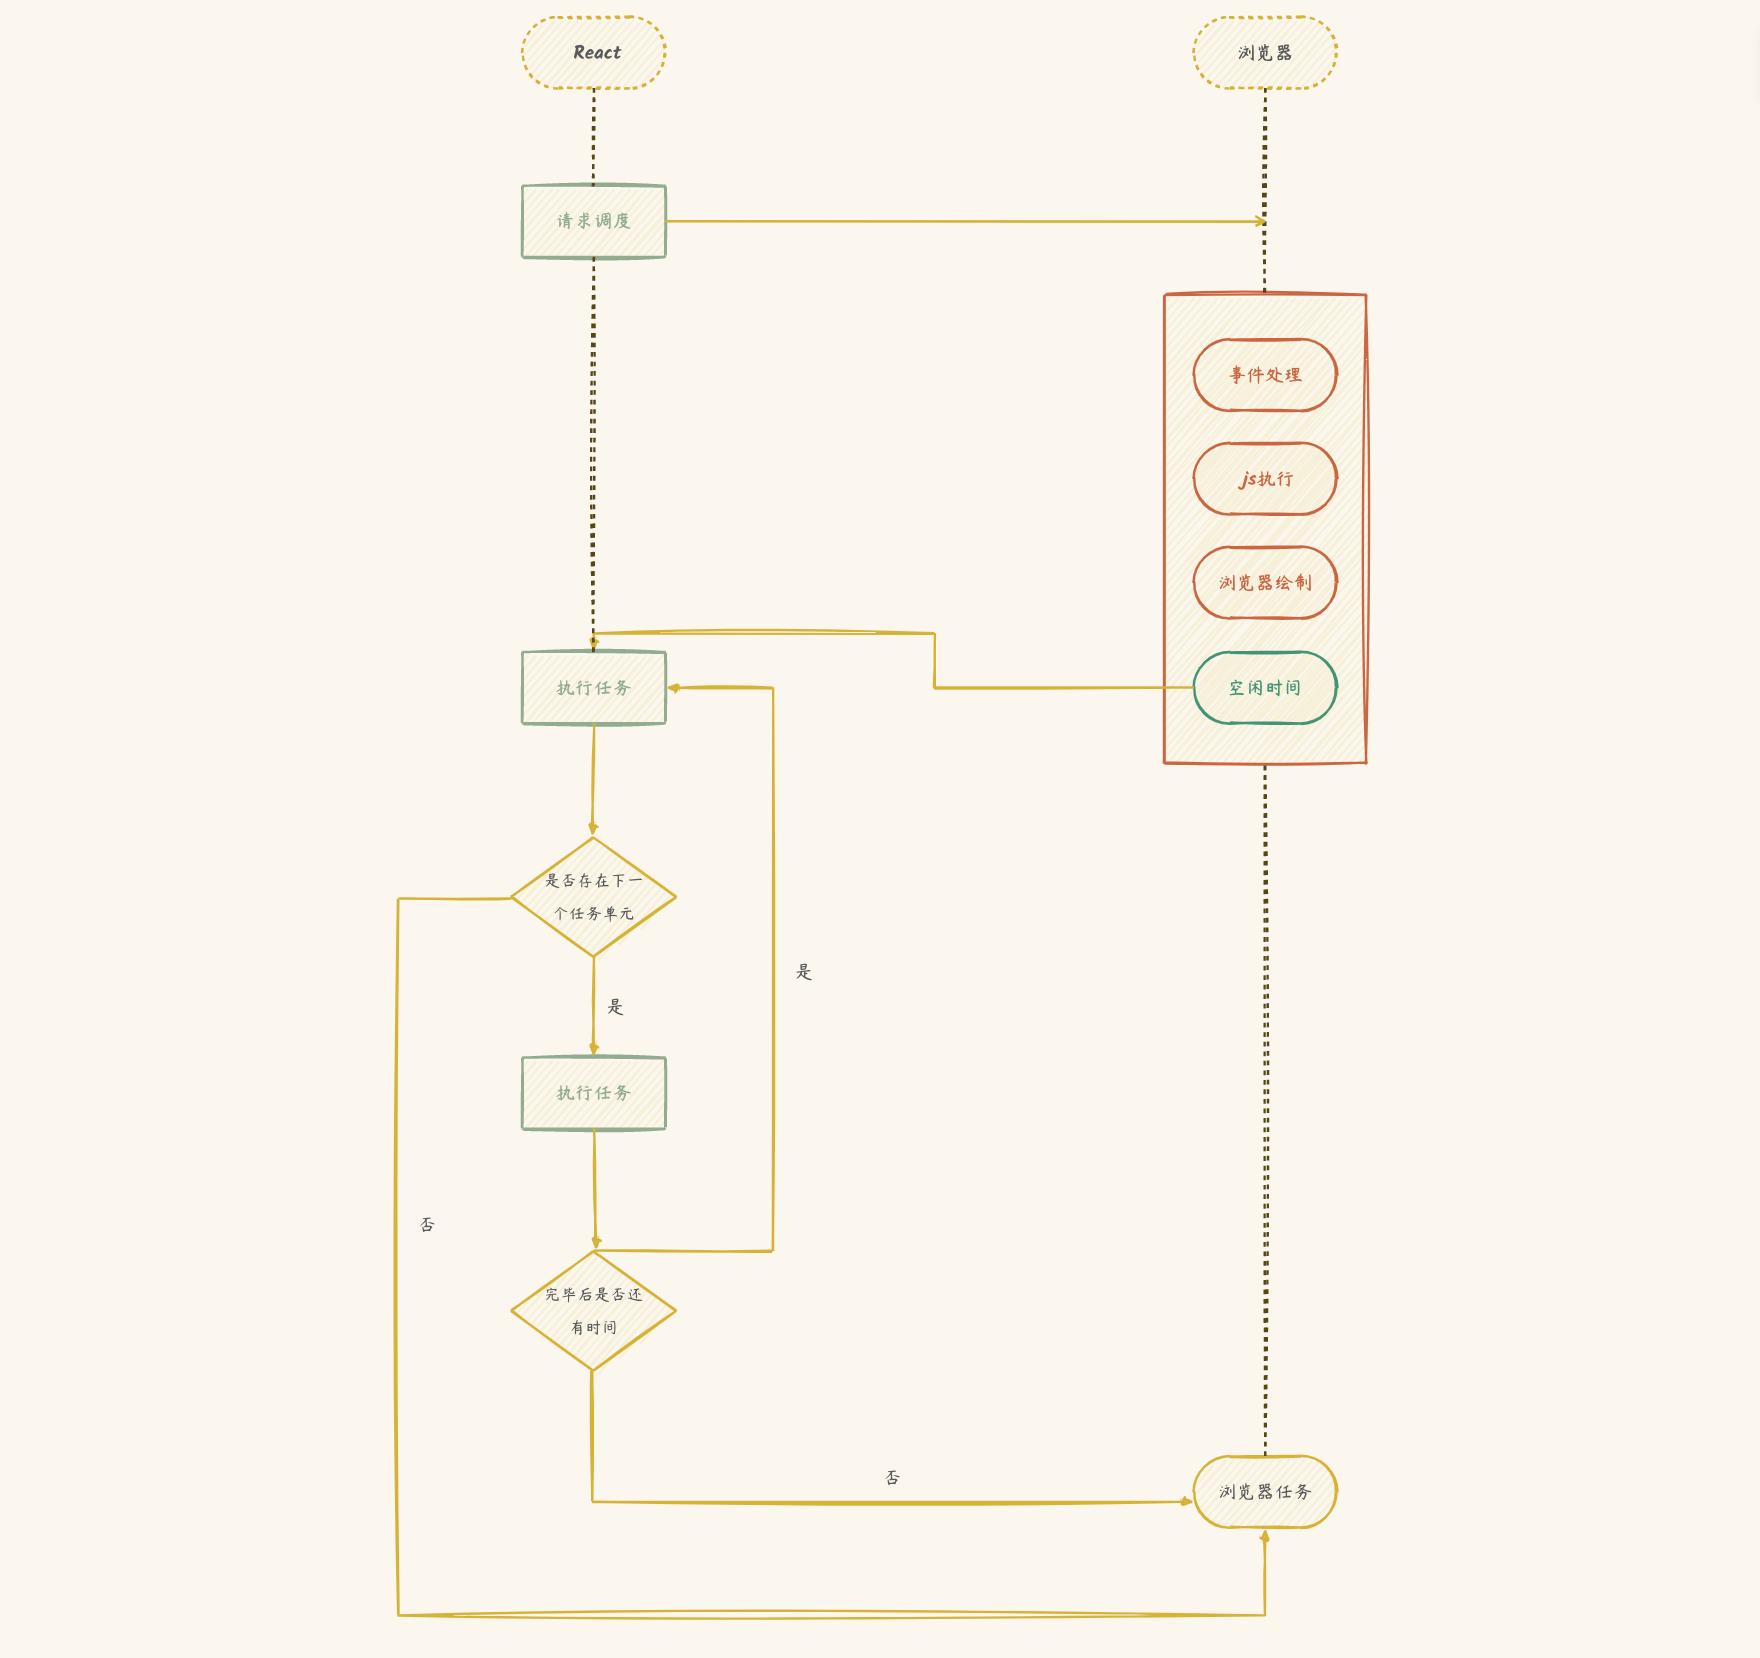 React
浏览器
请求调度
事件处理
js执行
浏览器绘制
空闲时间
执行任务
是否存在下一
个任务单元
是
是
执行任务
否
完毕后是否还
有时间
否
浏览器任务